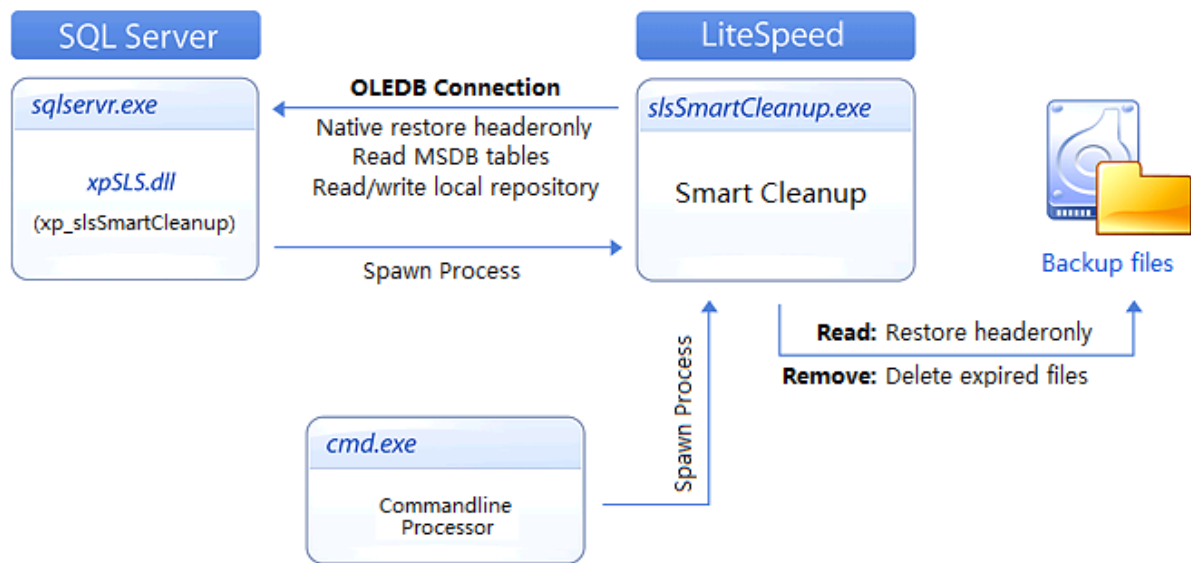 SQL Server
LiteSpeed
sqlservr.exe
xpSLS.dll
(xp_slsSmartCleanup)
OLEDB Connection
Native restore headeronly
Read MSDB tables
Read/write local repository
Spawn Process
slsSmartCleanup.exe
Smart Cleanup
Backup files
Read: Restore headeronly
Remove: Delete expired files
Spawn Process
cmd.exe
Commandline
Processor